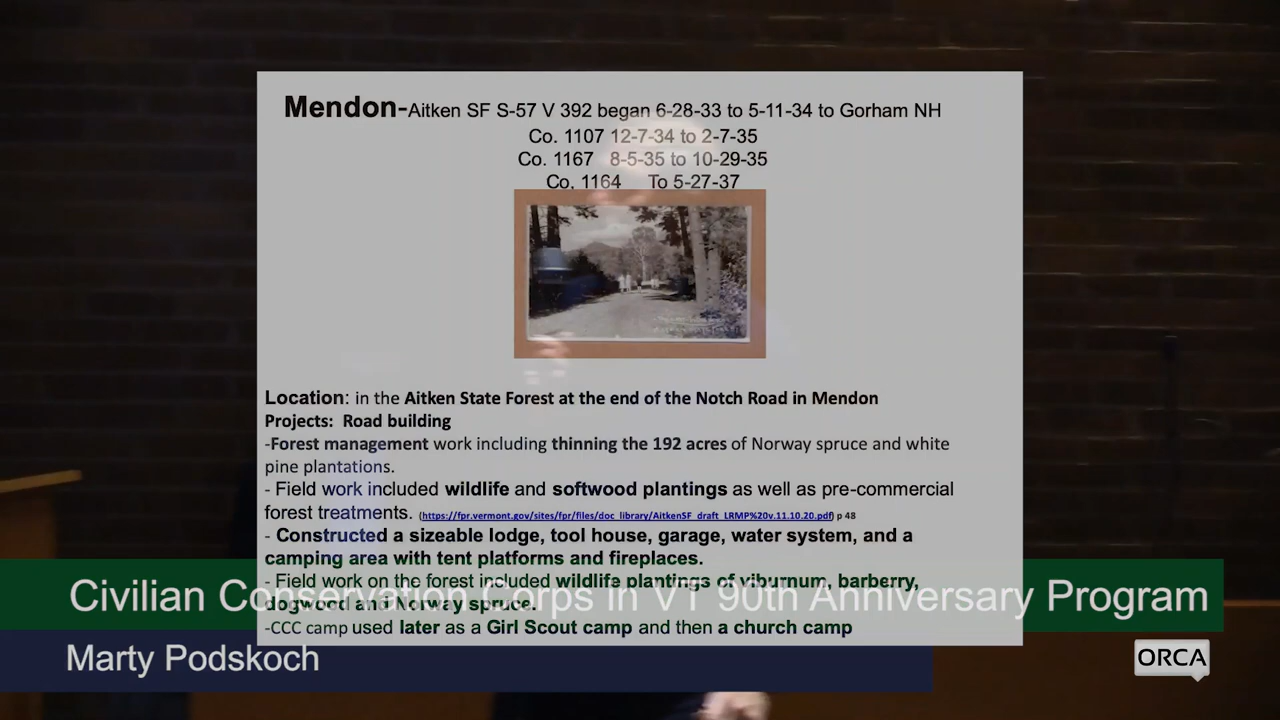 Mendon-Aitken SF S-57 V 392 began 6-28-33 to 5-11-34 to Gorham NH
Co. 1107 12-7-34 to 2-7-35
Co. 1167 8-5-35 to 10-29-35
Co, 1164 To 5-27-37
Location: in the Aitken State Forest at the end of the Notch Road in Mendon
Projects: Road building
-Forest management work including thinning the 192 acres of Norway spruce and white
pine plantations.
- Field work included wildlife and softwood plantings as well as pre-commercial
forest treatments. (https://fpr.vermont.gov/sites/fpr/files/doc_library/AitkenSF_draft_LRMP%20v.11.10.20.pdf) p 48
- Constructed a sizeable lodge, tool house, garage, water system, and a
camping area with tent platforms and fireplaces.
- Field work on the forest included wildlife plantings of viburnum, barberry,
dogwood and Norway spruce.
-CCC camp used later as a Girl Scout camp and then a church camp
Civilian Conservation Corps in VT 90th Anniversary Program
Marty Podskoch
ORCA